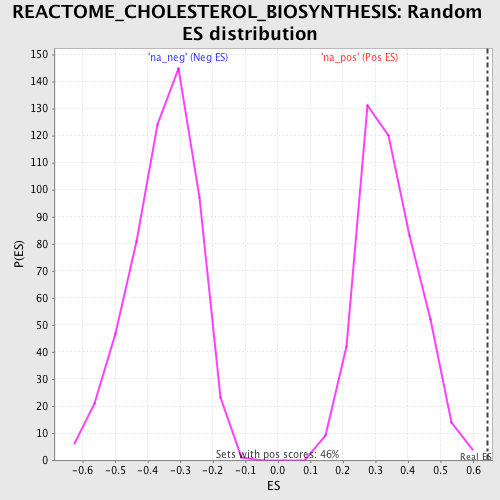 REACTOME_CHOLESTEROL_BIOSYNTHESIS: Random
ES distribution
'na_neg' (Neg ES)
'na_pos' (Pos ES)
150
140
130
120
110
100
90
80
70
60
50
40
30
20
10
0
P(ES)
Sets with pos scores: 46%
Real ES
-0.6 -0.5 -0.4 -0.3 -0.2 -0.1 0.0 0.1 0.2 0.3 0.4 0.5 0.6
ES